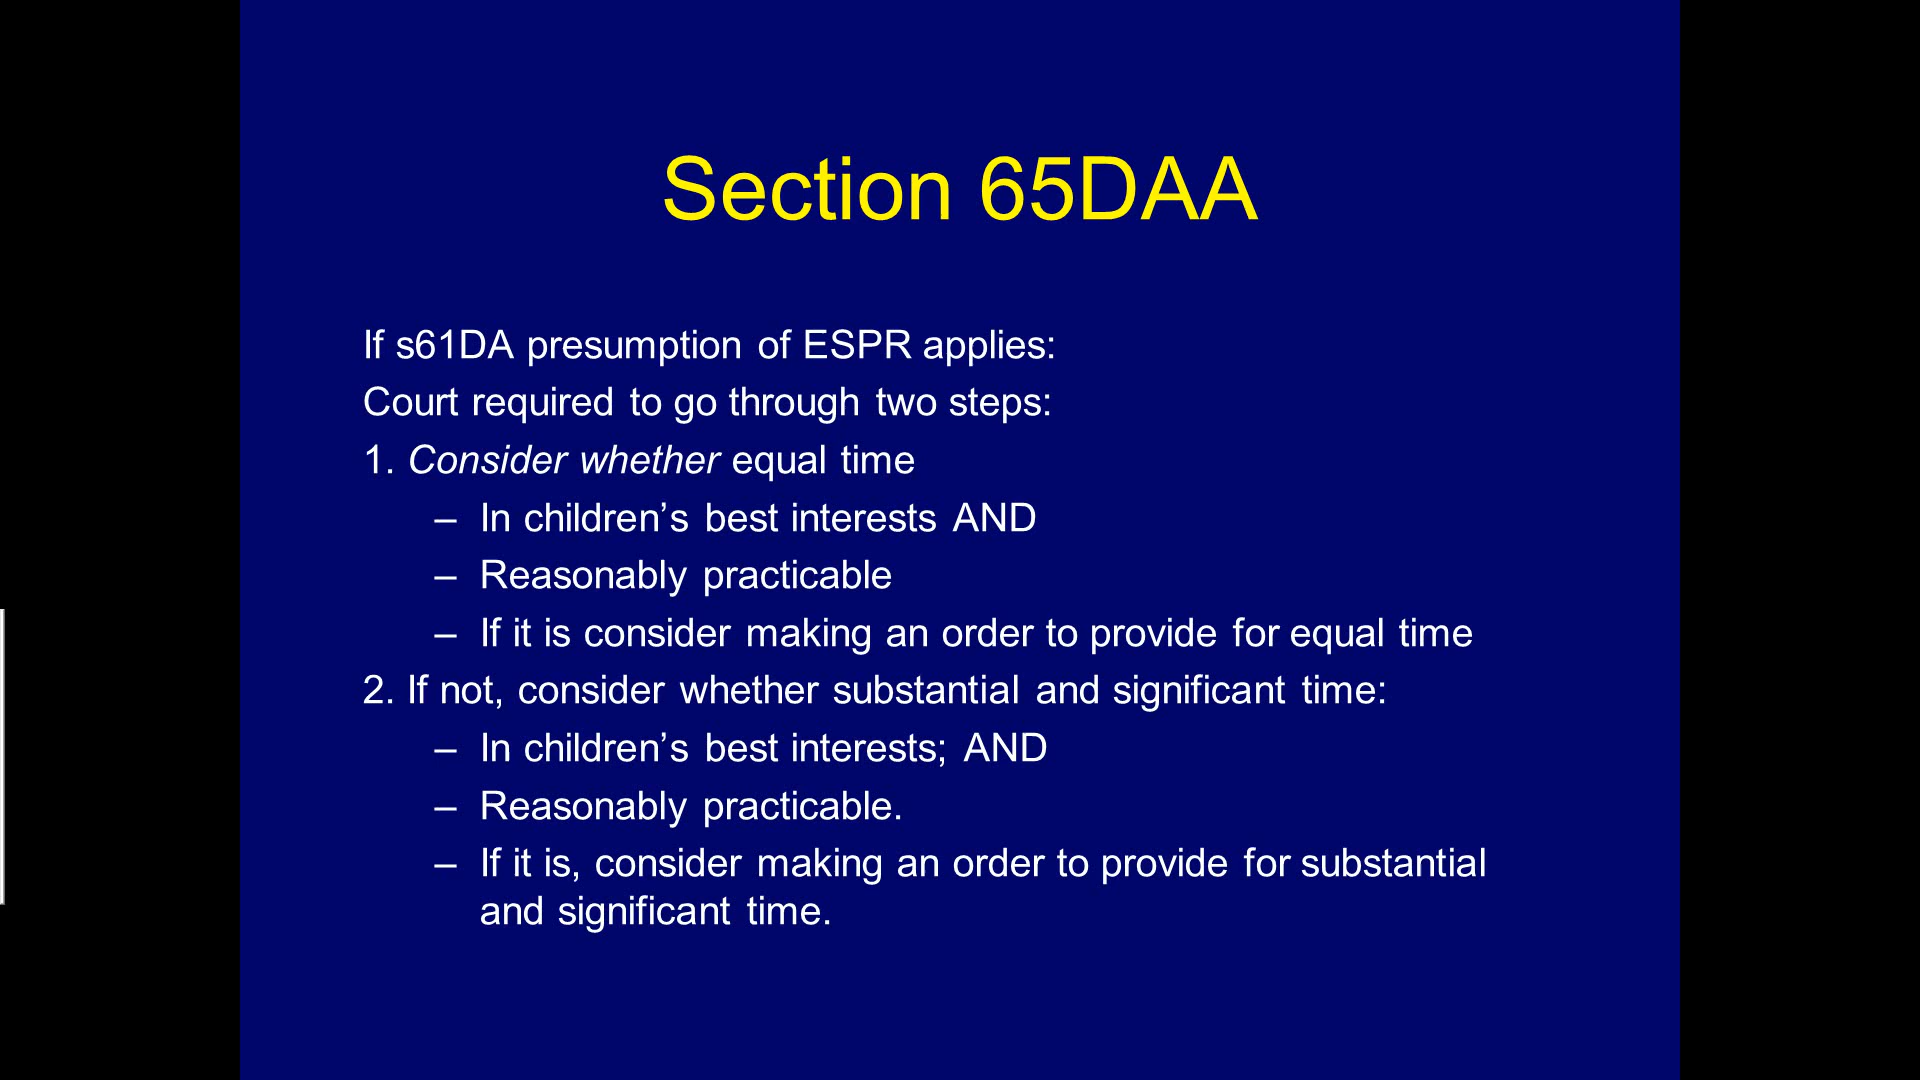 Section 65DAA
If s61DA presumption of ESPR applies:
Court required to go through two steps:
1. Consider whether equal time
– In children’s best interests AND
– Reasonably practicable
– If it is consider making an order to provide for equal time
2. If not, consider whether substantial and significant time:
– In children’s best interests; AND
– Reasonably practicable.
– If it is, consider making an order to provide for substantial
and significant time.